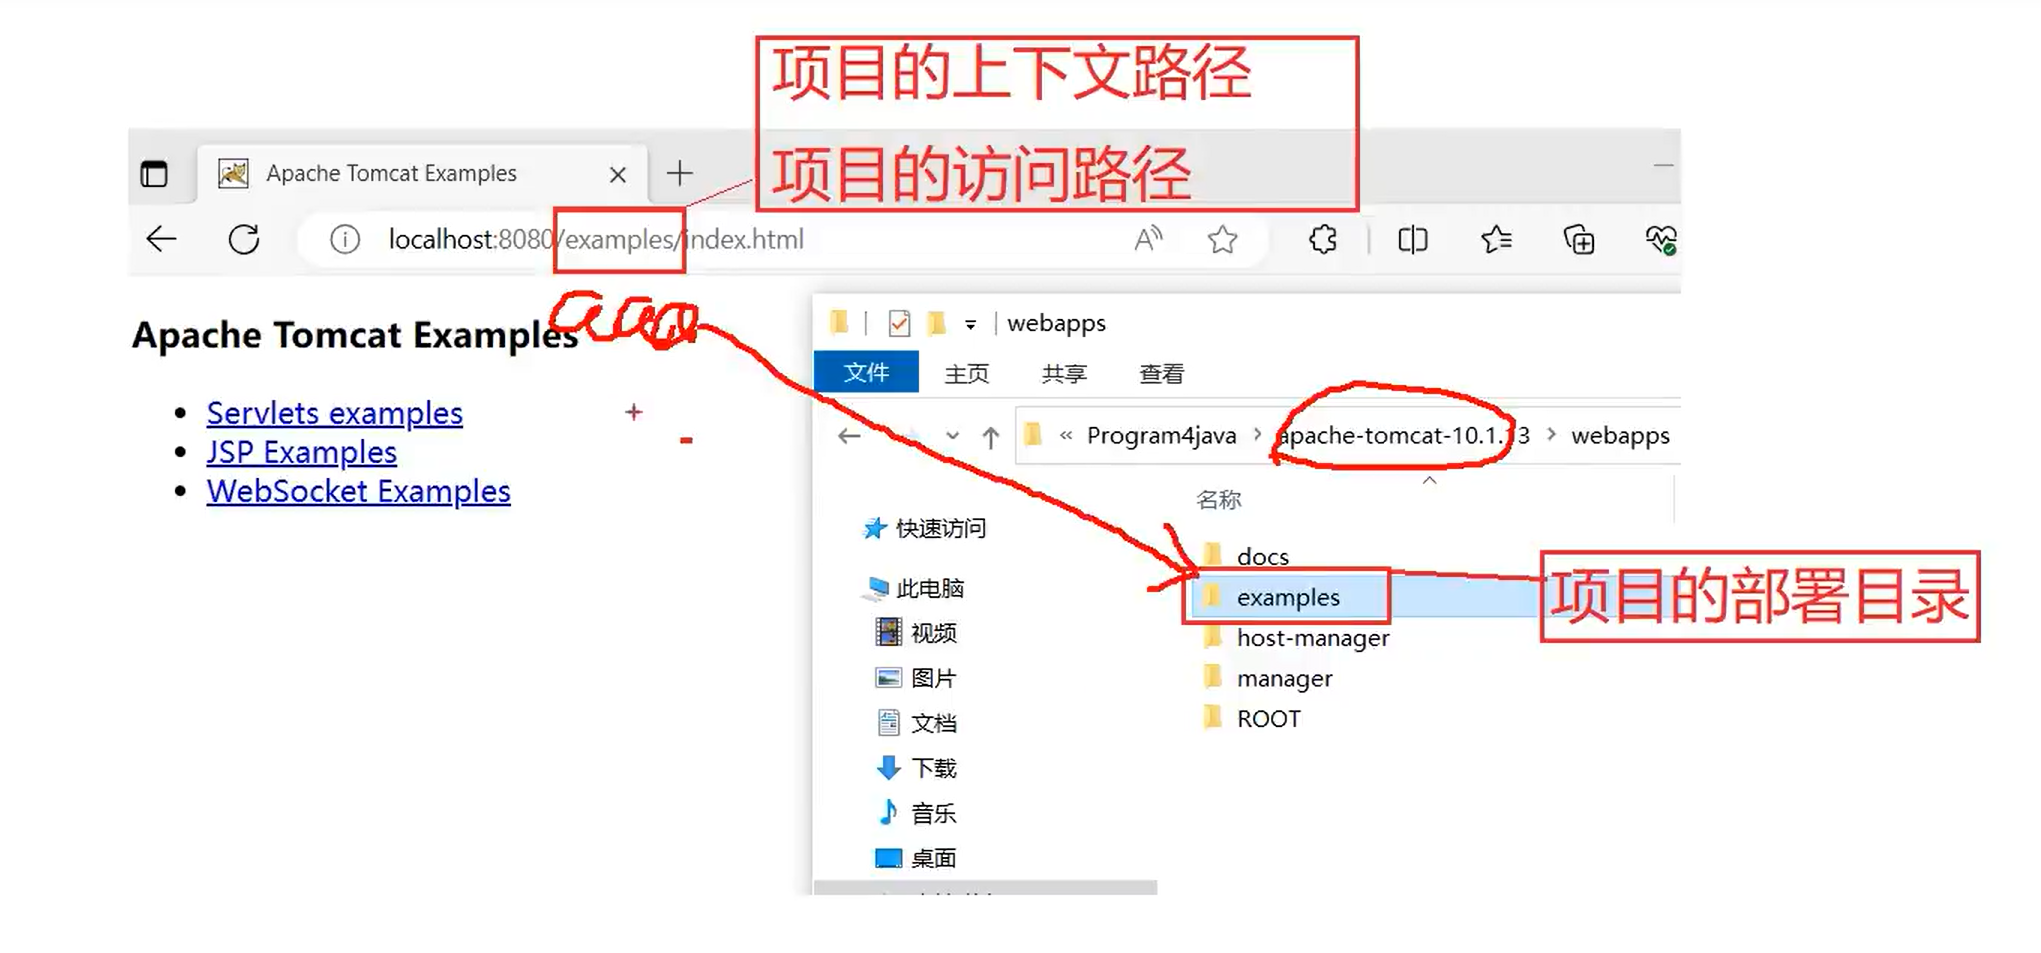 项目的上下文路径
项目的访问路径
Apache Tomcat Examples
localhost:8080/examples/index.html
aaa
Apache Tomcat Examples
Servlets examples
JSP Examples
WebSocket Examples
webapps
文件 主页 共享 查看
« Program4java > apache-tomcat-10.1.13 > webapps
名称
快速访问
此电脑
视频
图片
文档
下载
音乐
桌面
docs
examples
host-manager
manager
ROOT
项目的部署目录